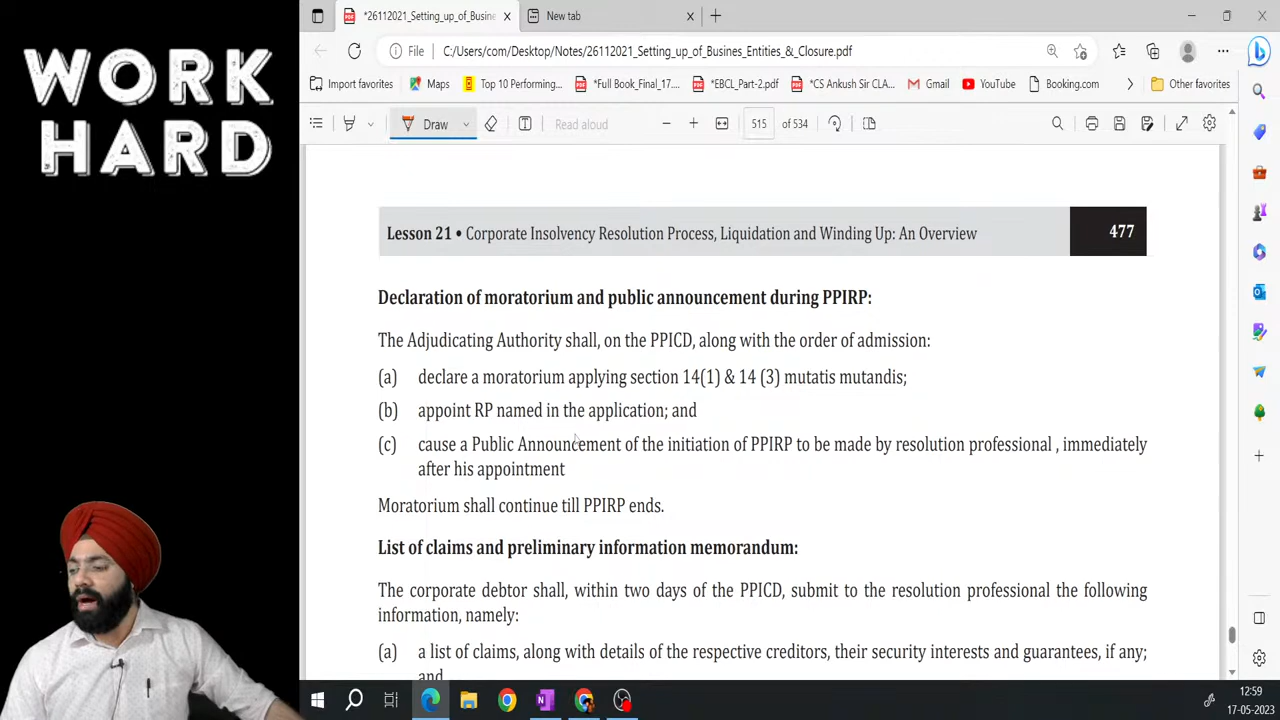 WORK
HARD
*26112021_Setting_up_of_Busine
New tab
File
C:/Users/com/Desktop/Notes/26112021_Setting_up_of_Busines_Entities_&_Closure.pdf
Import favorites
Maps
Top 10 Performing...
*Full Book_Final_17....
*EBCL_Part-2.pdf
*CS Ankush Sir CLA...
Gmail
YouTube
Booking.com
Other favorites
Draw
Read aloud
515 of 534
Lesson 21 • Corporate Insolvency Resolution Process, Liquidation and Winding Up: An Overview
477
Declaration of moratorium and public announcement during PPIRP:
The Adjudicating Authority shall, on the PPICD, along with the order of admission:
(a) declare a moratorium applying section 14(1) & 14 (3) mutatis mutandis;
(b) appoint RP named in the application; and
(c) cause a Public Announcement of the initiation of PPIRP to be made by resolution professional , immediately
after his appointment
Moratorium shall continue till PPIRP ends.
List of claims and preliminary information memorandum:
The corporate debtor shall, within two days of the PPICD, submit to the resolution professional the following
information, namely:
(a) a list of claims, along with details of the respective creditors, their security interests and guarantees, if any;
and
12:59
17-05-2023